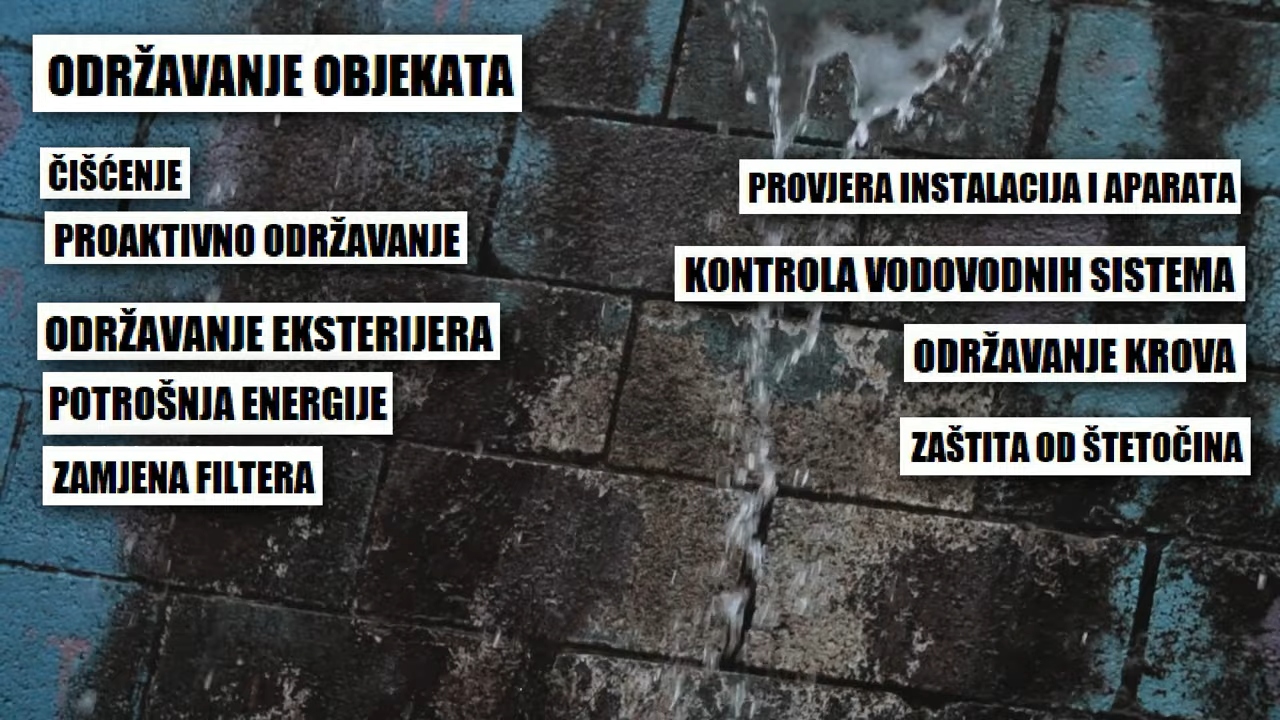 ODRŽAVANJE OBJEKATA
ČIŠĆENJE
PROAKTIVNO ODRŽAVANJE
ODRŽAVANJE EKSTERIJERA
POTROŠNJA ENERGIJE
ZAMJENA FILTERA
PROVJERA INSTALACIJA I APARATA
KONTROLA VODOVODNIH SISTEMA
ODRŽAVANJE KROVA
ZAŠTITA OD ŠTETOČINA